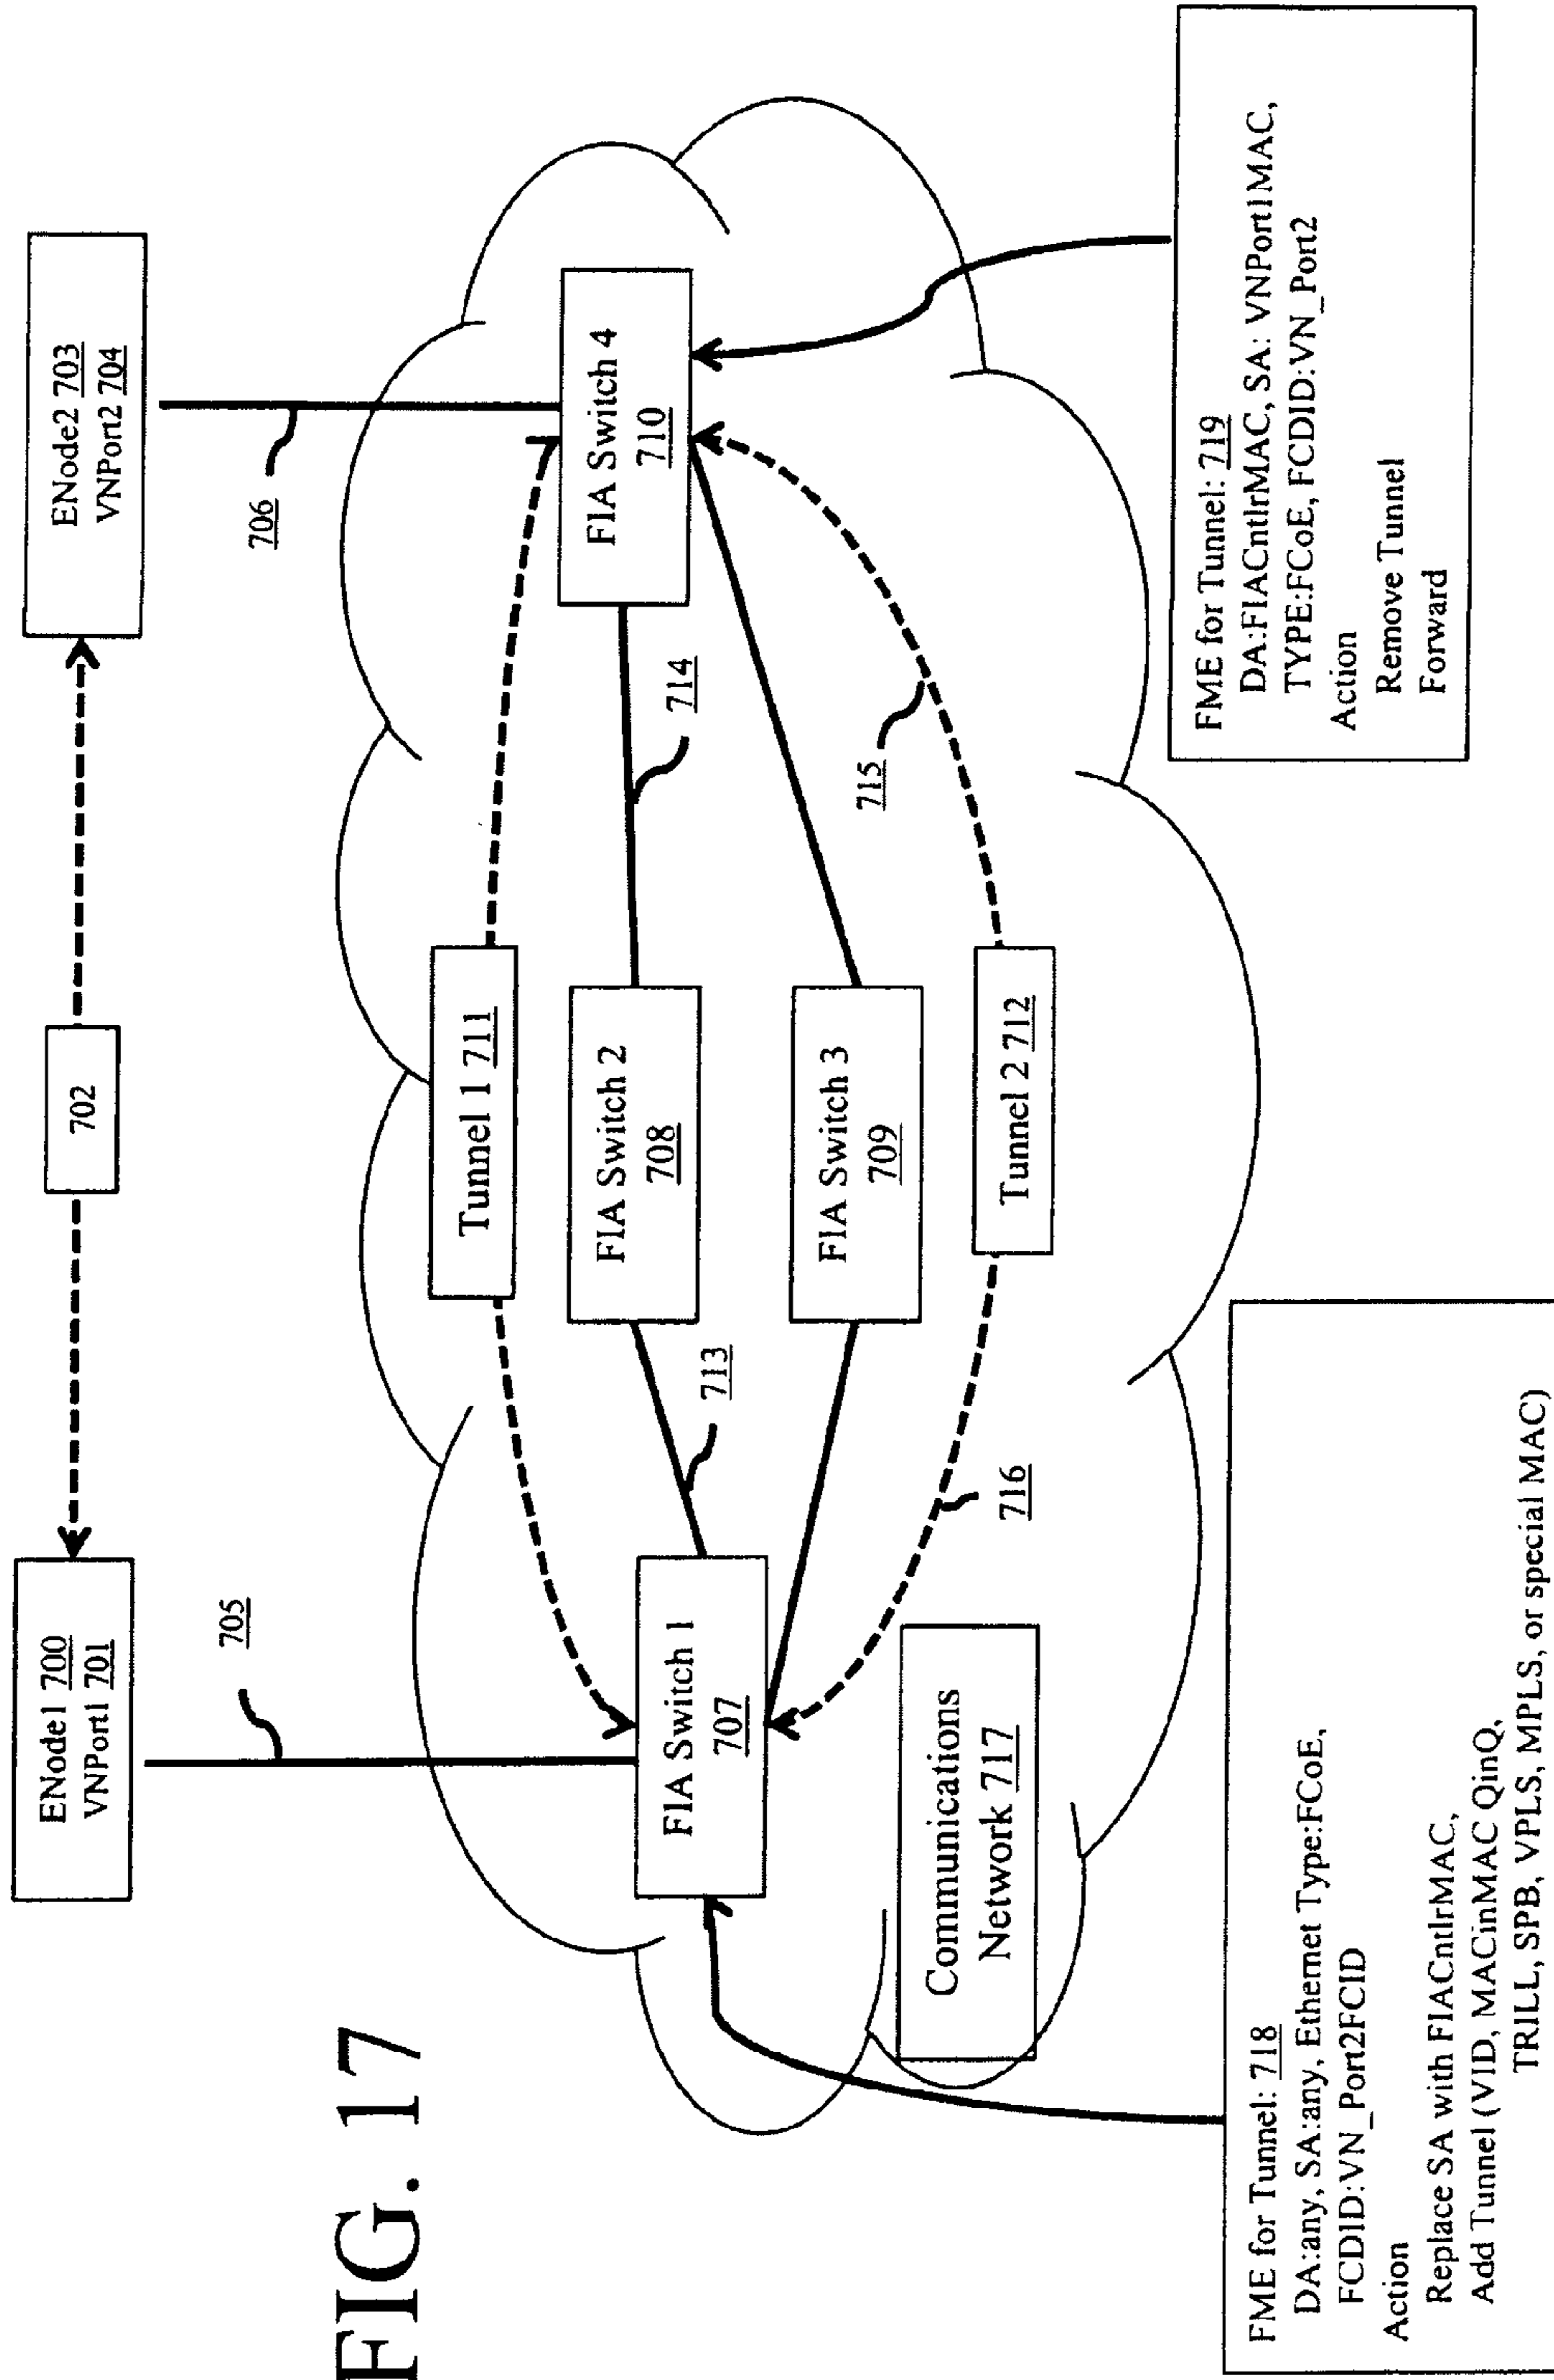 FIG. 17
ENode1 700
VNPort1 701
702
ENode2 703
VNPort2 704
705
706
Tunnel 1 711
FIA Switch 1
707
FIA Switch 2
708
FIA Switch 3
709
FIA Switch 4
710
713
714
715
716
Tunnel 2 712
Communications
Network 717
FME for Tunnel: 718
DA:any, SA:any, Ethernet Type:FCoE,
FCDID:VN_Port2FCID
Action
Replace SA with FIACntlrMAC,
Add Tunnel (VID, MACinMAC QinQ,
TRILL, SPB, VPLS, MPLS, or special MAC)
FME for Tunnel: 719
DA:FIACntlrMAC, SA: VNPort1MAC,
TYPE:FCoE, FCDID:VN_Port2
Action
Remove Tunnel
Forward